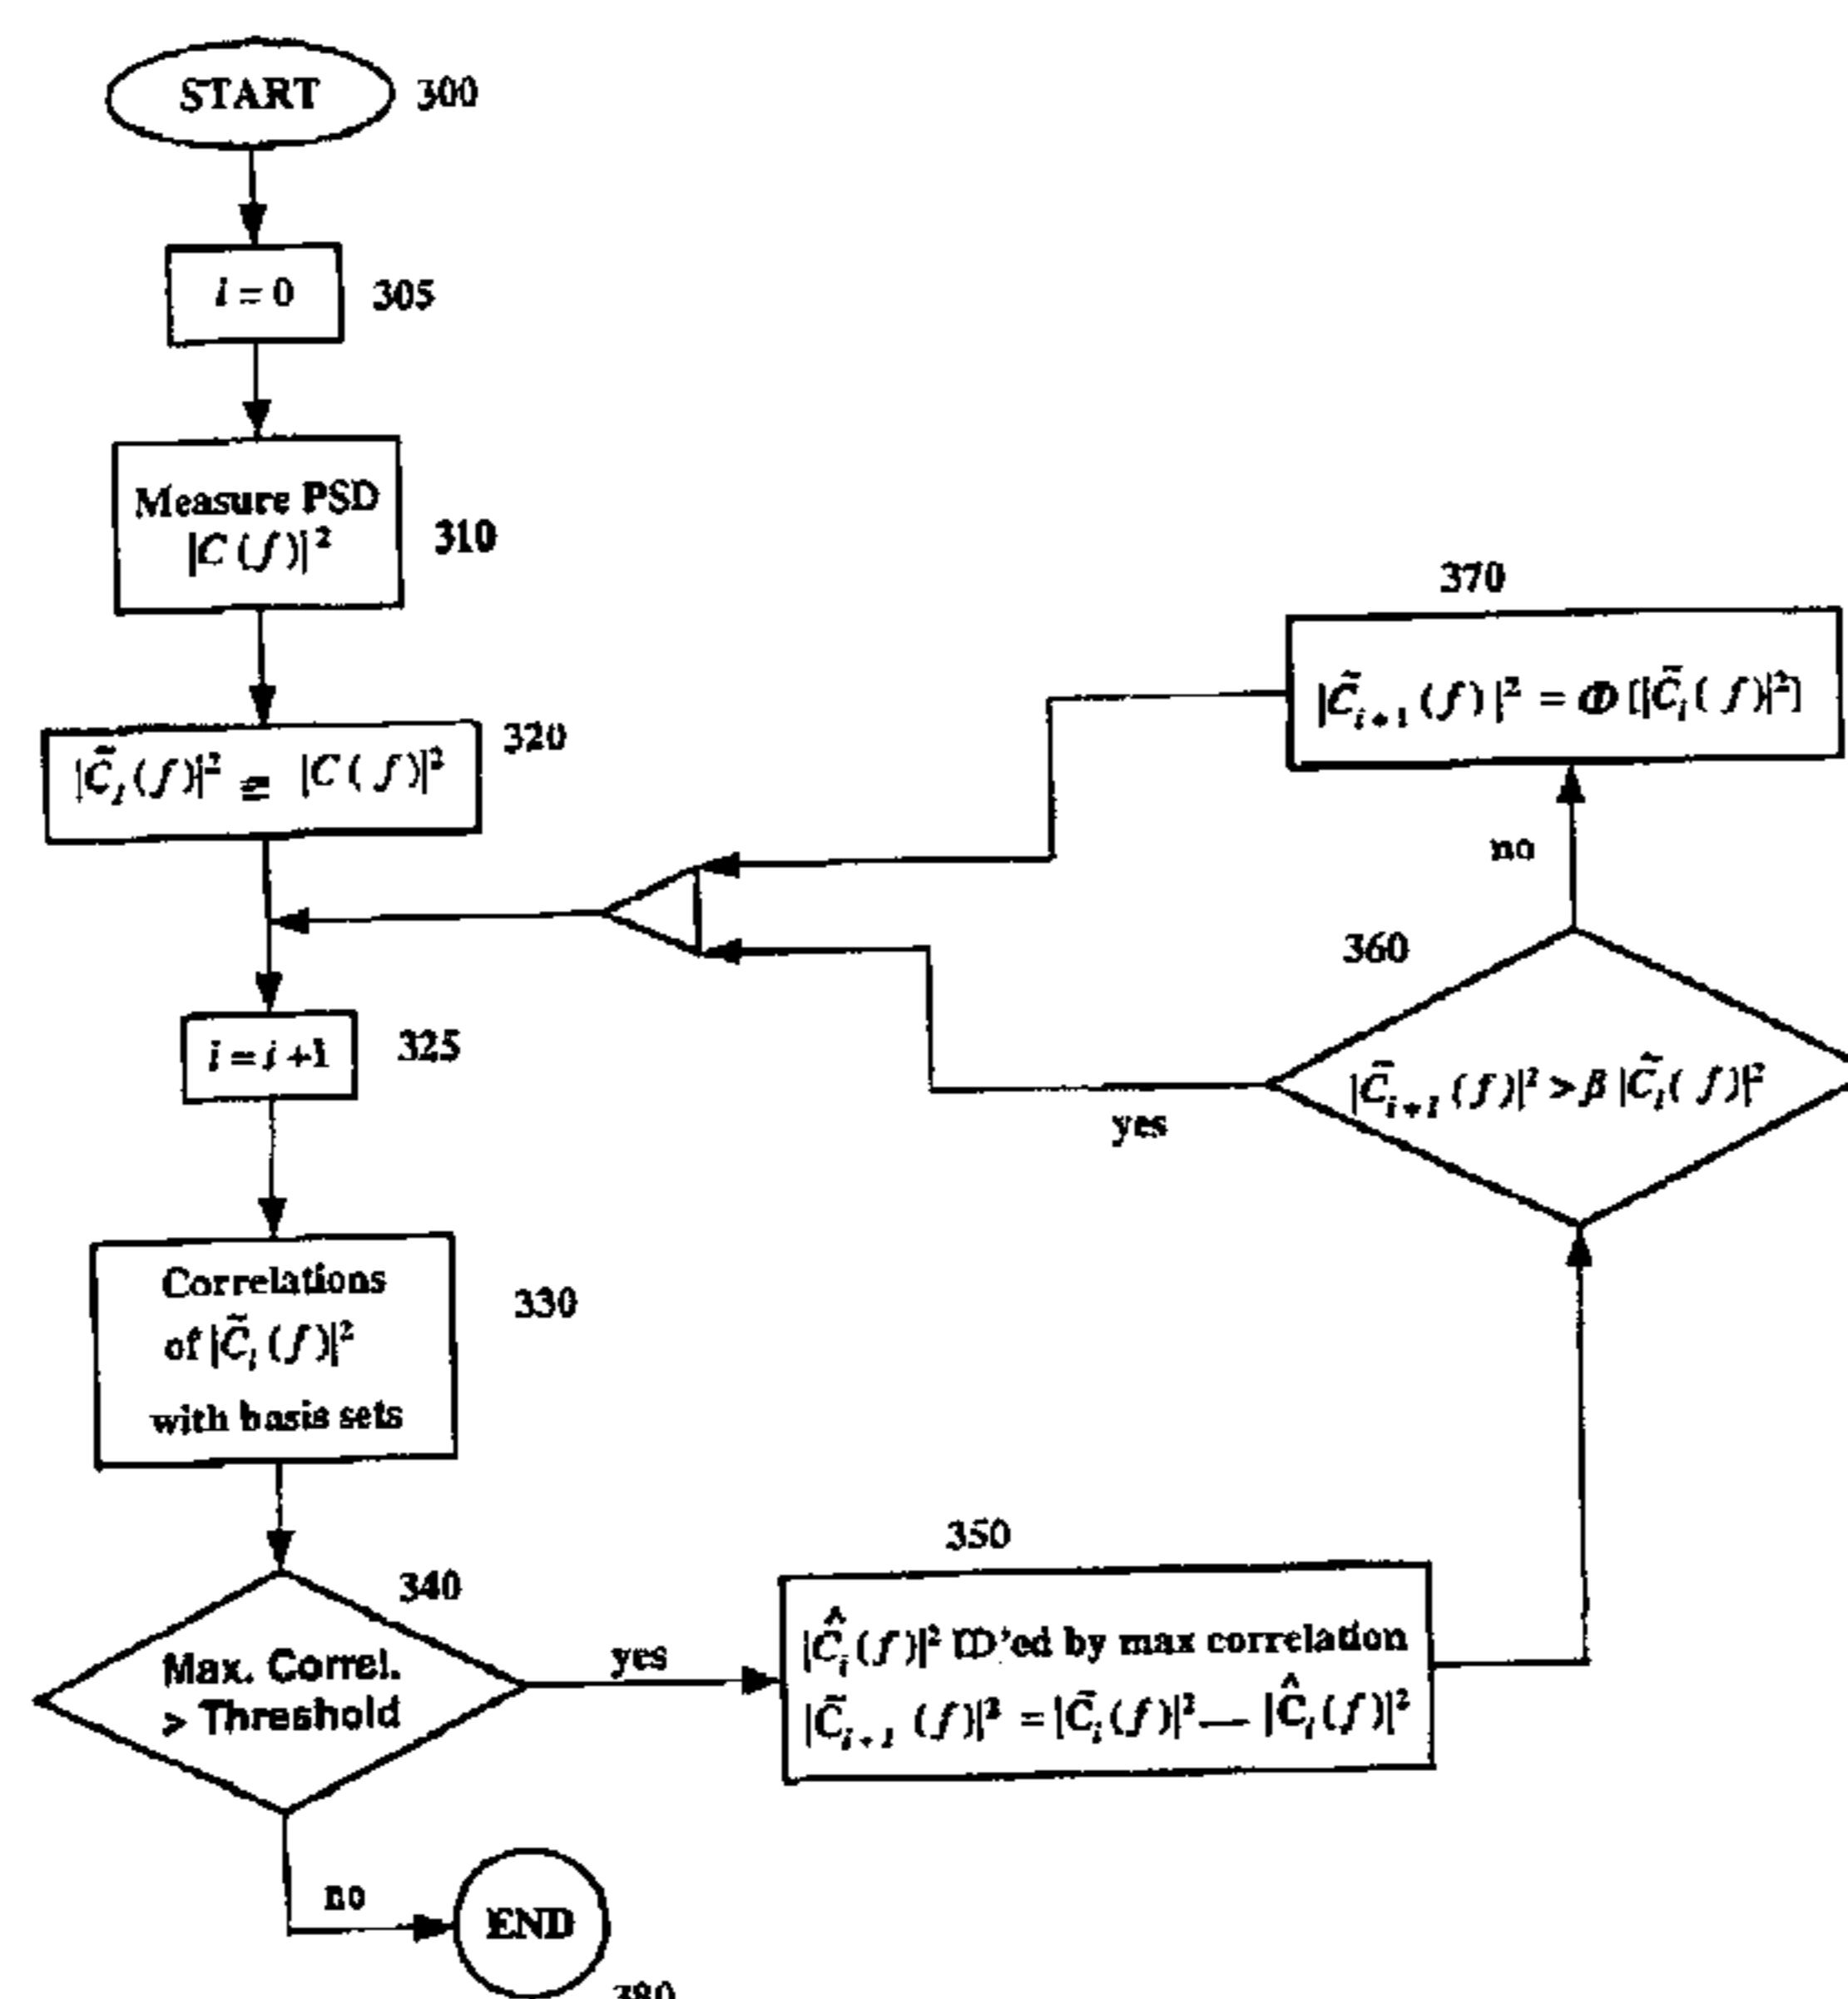 START 300
i = 0 305
Measure PSD
|C (f)|² 310
|C̃ᵢ (f)|² ≡ |C (f)|² 320
i = i +1 325
Correlations
of |C̃ᵢ (f)|²
with basis sets
330
340
Max. Correl.
> Threshold
yes
no
END
380
350
|Ĉᵢ (f)|² ID'ed by max correlation
|C̃ᵢ₊₁ (f)|² = |C̃ᵢ (f)|² — |Ĉᵢ (f)|²
360
|C̃ᵢ₊₁ (f)|² > β |C̃ᵢ (f)|²
yes
no
370
|C̃ᵢ₊₁ (f)|² = Φ [|C̃ᵢ (f)|²]